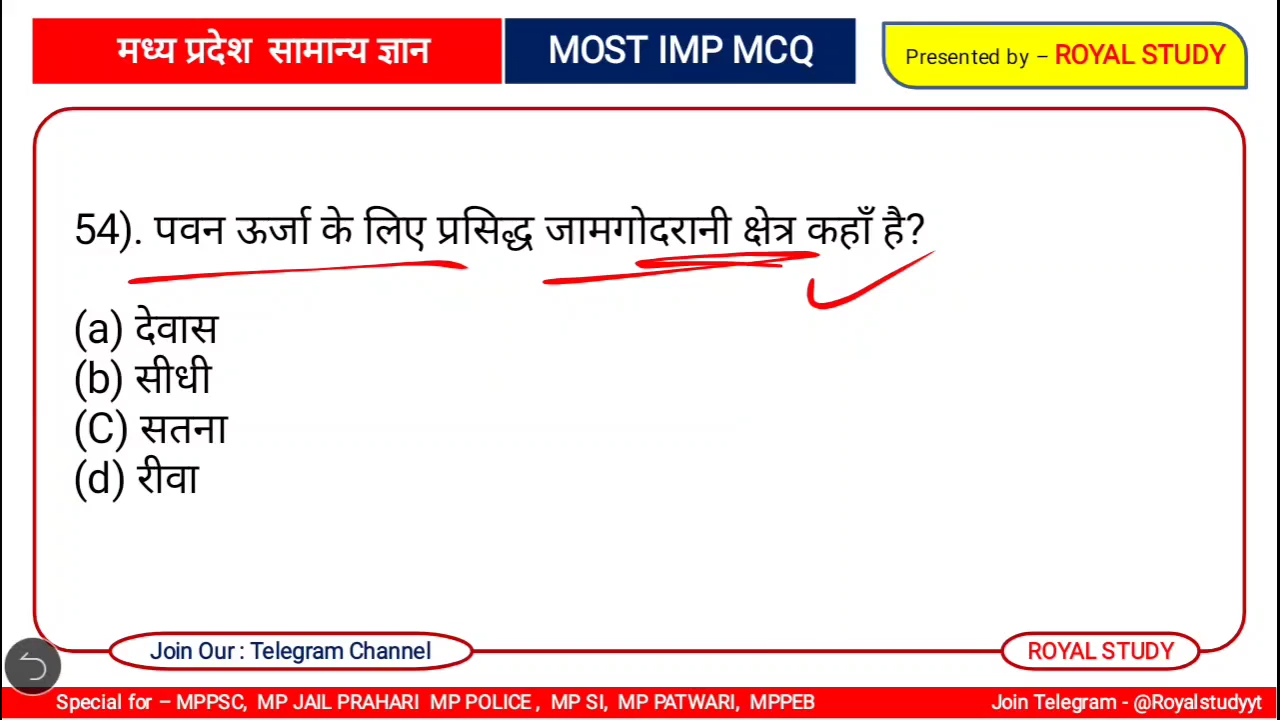 मध्य प्रदेश सामान्य ज्ञान
MOST IMP MCQ
Presented by – ROYAL STUDY
54). पवन ऊर्जा के लिए प्रसिद्ध जामगोदरानी क्षेत्र कहाँ है?
(a) देवास
(b) सीधी
(C) सतना
(d) रीवा
Join Our : Telegram Channel
ROYAL STUDY
Special for – MPPSC, MP JAIL PRAHARI MP POLICE , MP SI, MP PATWARI, MPPEB
Join Telegram - @Royalstudyyt